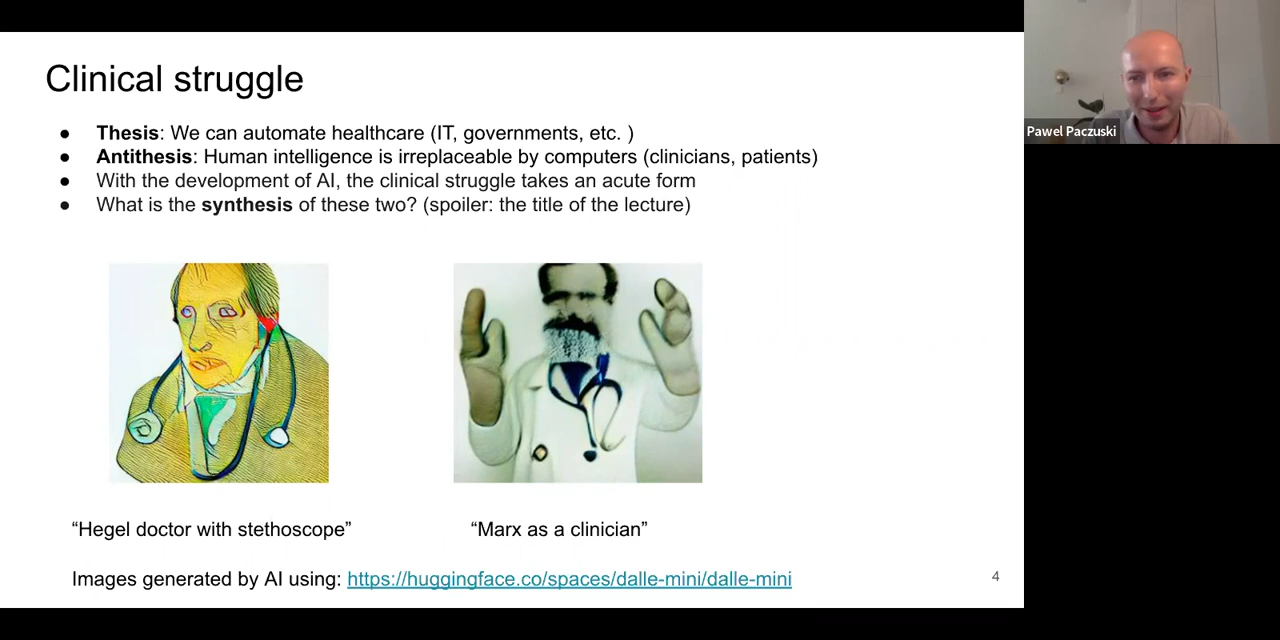 Clinical struggle
● Thesis: We can automate healthcare (IT, governments, etc. )
● Antithesis: Human intelligence is irreplaceable by computers (clinicians, patients)
● With the development of AI, the clinical struggle takes an acute form
● What is the synthesis of these two? (spoiler: the title of the lecture)
“Hegel doctor with stethoscope”
“Marx as a clinician”
Images generated by AI using: https://huggingface.co/spaces/dalle-mini/dalle-mini
4
Pawel Paczuski